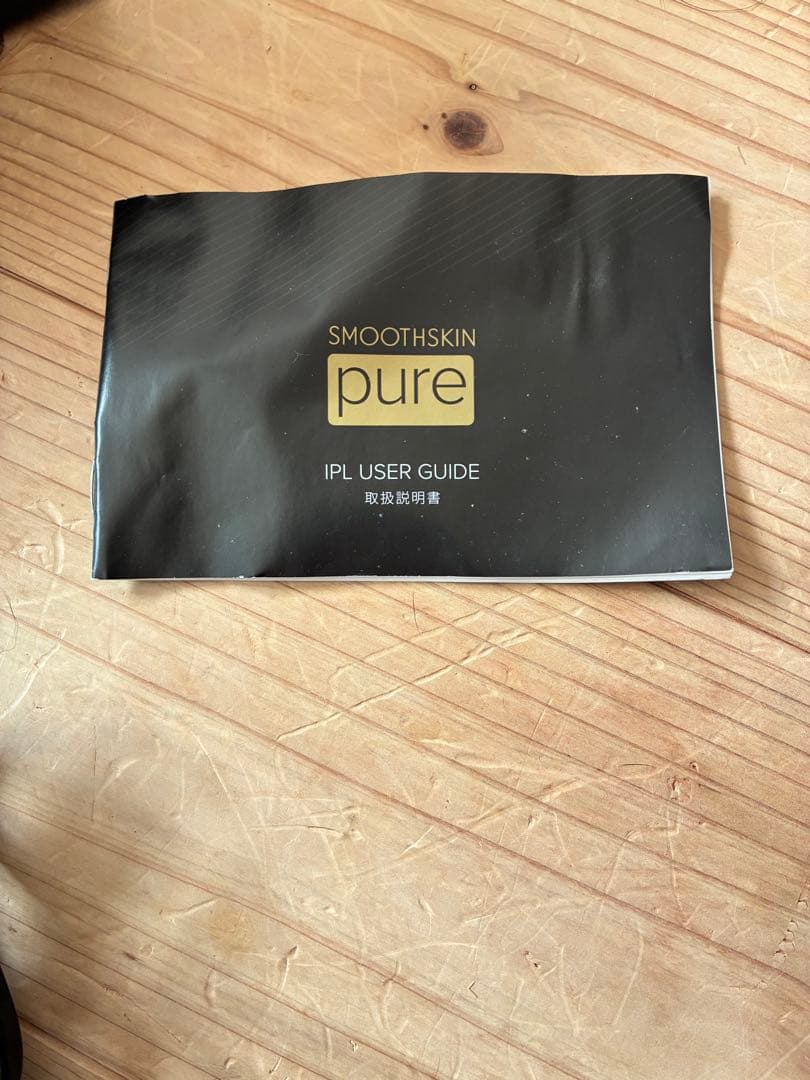 SMOOTHSKIN
pure
IPL USER GUIDE
取扱説明書